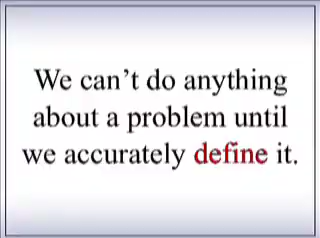 We can’t do anything
about a problem until
we accurately define it.